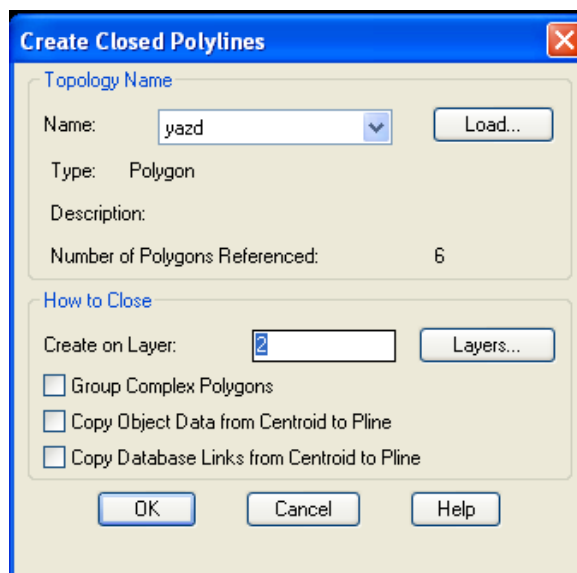 Create Closed Polylines
Topology Name
Name: yazd Load...
Type: Polygon
Description:
Number of Polygons Referenced: 6
How to Close
Create on Layer: 2 Layers...
Group Complex Polygons
Copy Object Data from Centroid to Pline
Copy Database Links from Centroid to Pline
OK Cancel Help